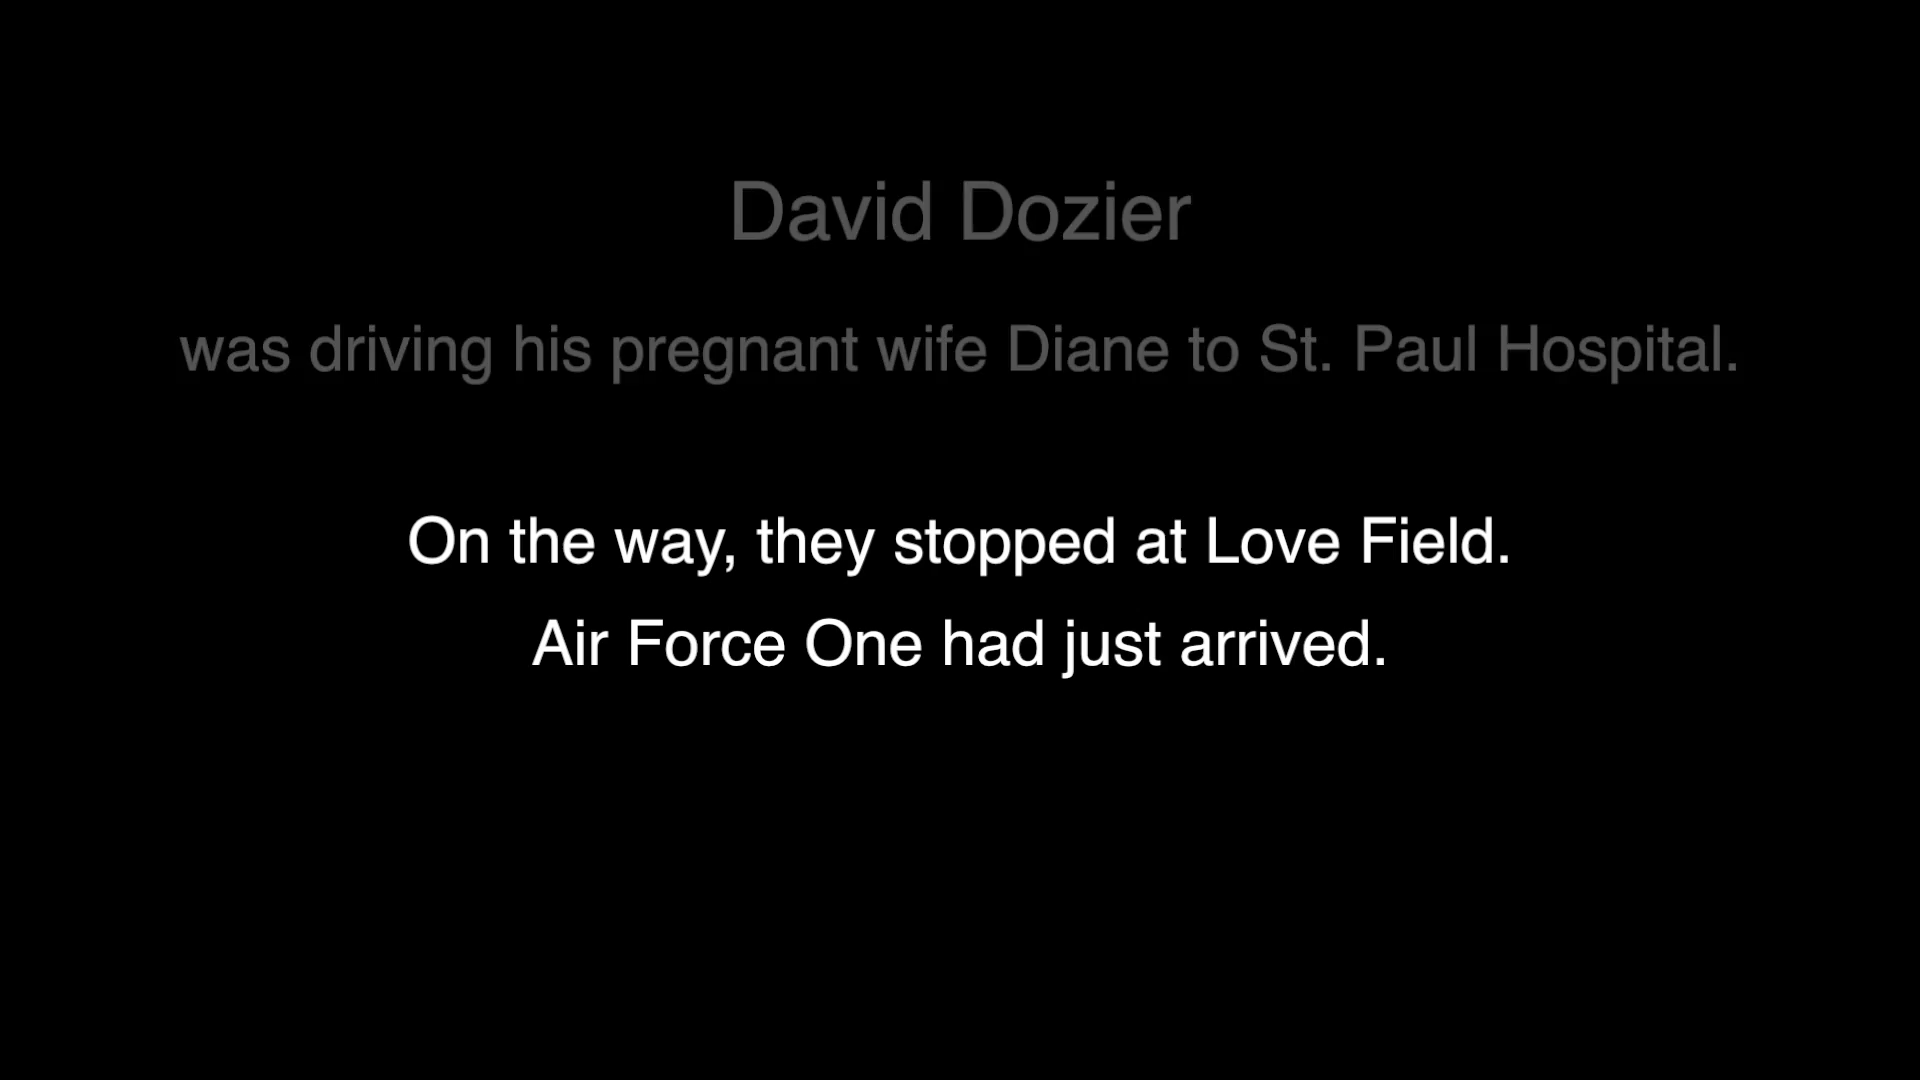 David Dozier
was driving his pregnant wife Diane to St. Paul Hospital.
On the way, they stopped at Love Field.
Air Force One had just arrived.